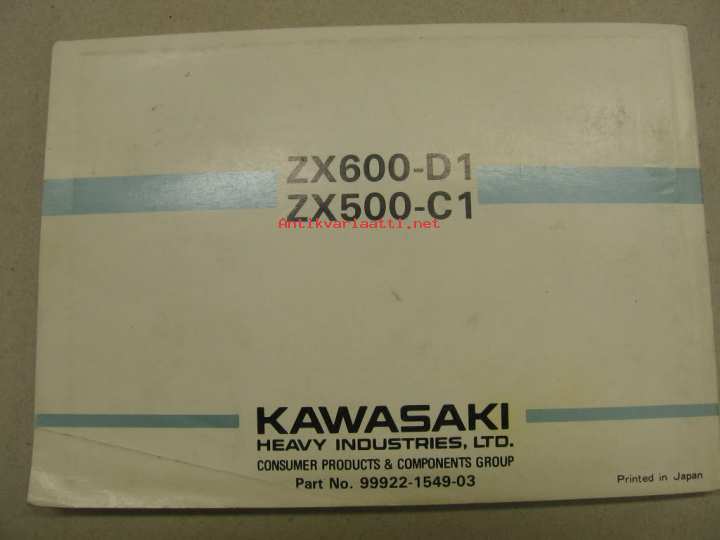 ZX600-D1
ZX500-C1
Antikvariaatti.net
KAWASAKI
HEAVY INDUSTRIES, LTD.
CONSUMER PRODUCTS & COMPONENTS GROUP
Part No. 99922-1549-03
Printed in Japan